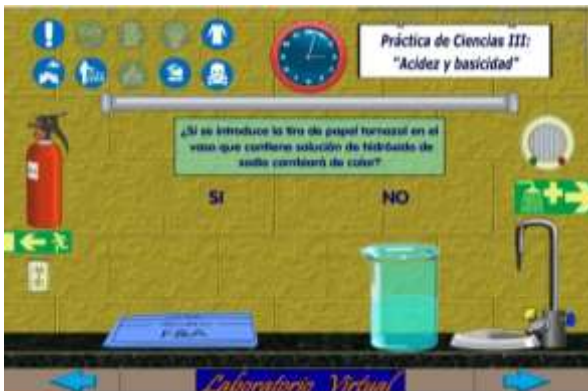 Práctica de Ciencias III:
"Acidez y basicidad"
¿Si se introduce la tira de papel tornazol en el
vaso que contiene solución de hidróxido de
sodio cambiará de color?
SI NO
Laboratorio Virtual